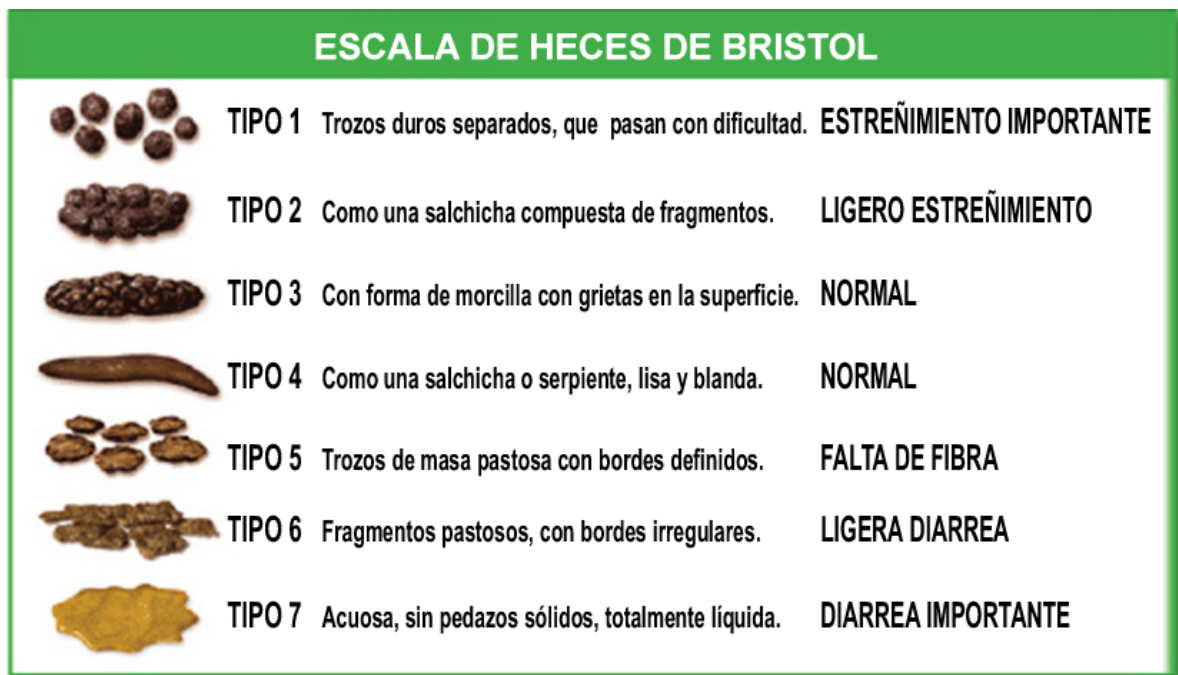 ESCALA DE HECES DE BRISTOL
TIPO 1 Trozos duros separados, que pasan con dificultad. ESTREÑIMIENTO IMPORTANTE
TIPO 2 Como una salchicha compuesta de fragmentos. LIGERO ESTREÑIMIENTO
TIPO 3 Con forma de morcilla con grietas en la superficie. NORMAL
TIPO 4 Como una salchicha o serpiente, lisa y blanda. NORMAL
TIPO 5 Trozos de masa pastosa con bordes definidos. FALTA DE FIBRA
TIPO 6 Fragmentos pastosos, con bordes irregulares. LIGERA DIARREA
TIPO 7 Acuosa, sin pedazos sólidos, totalmente líquida. DIARREA IMPORTANTE